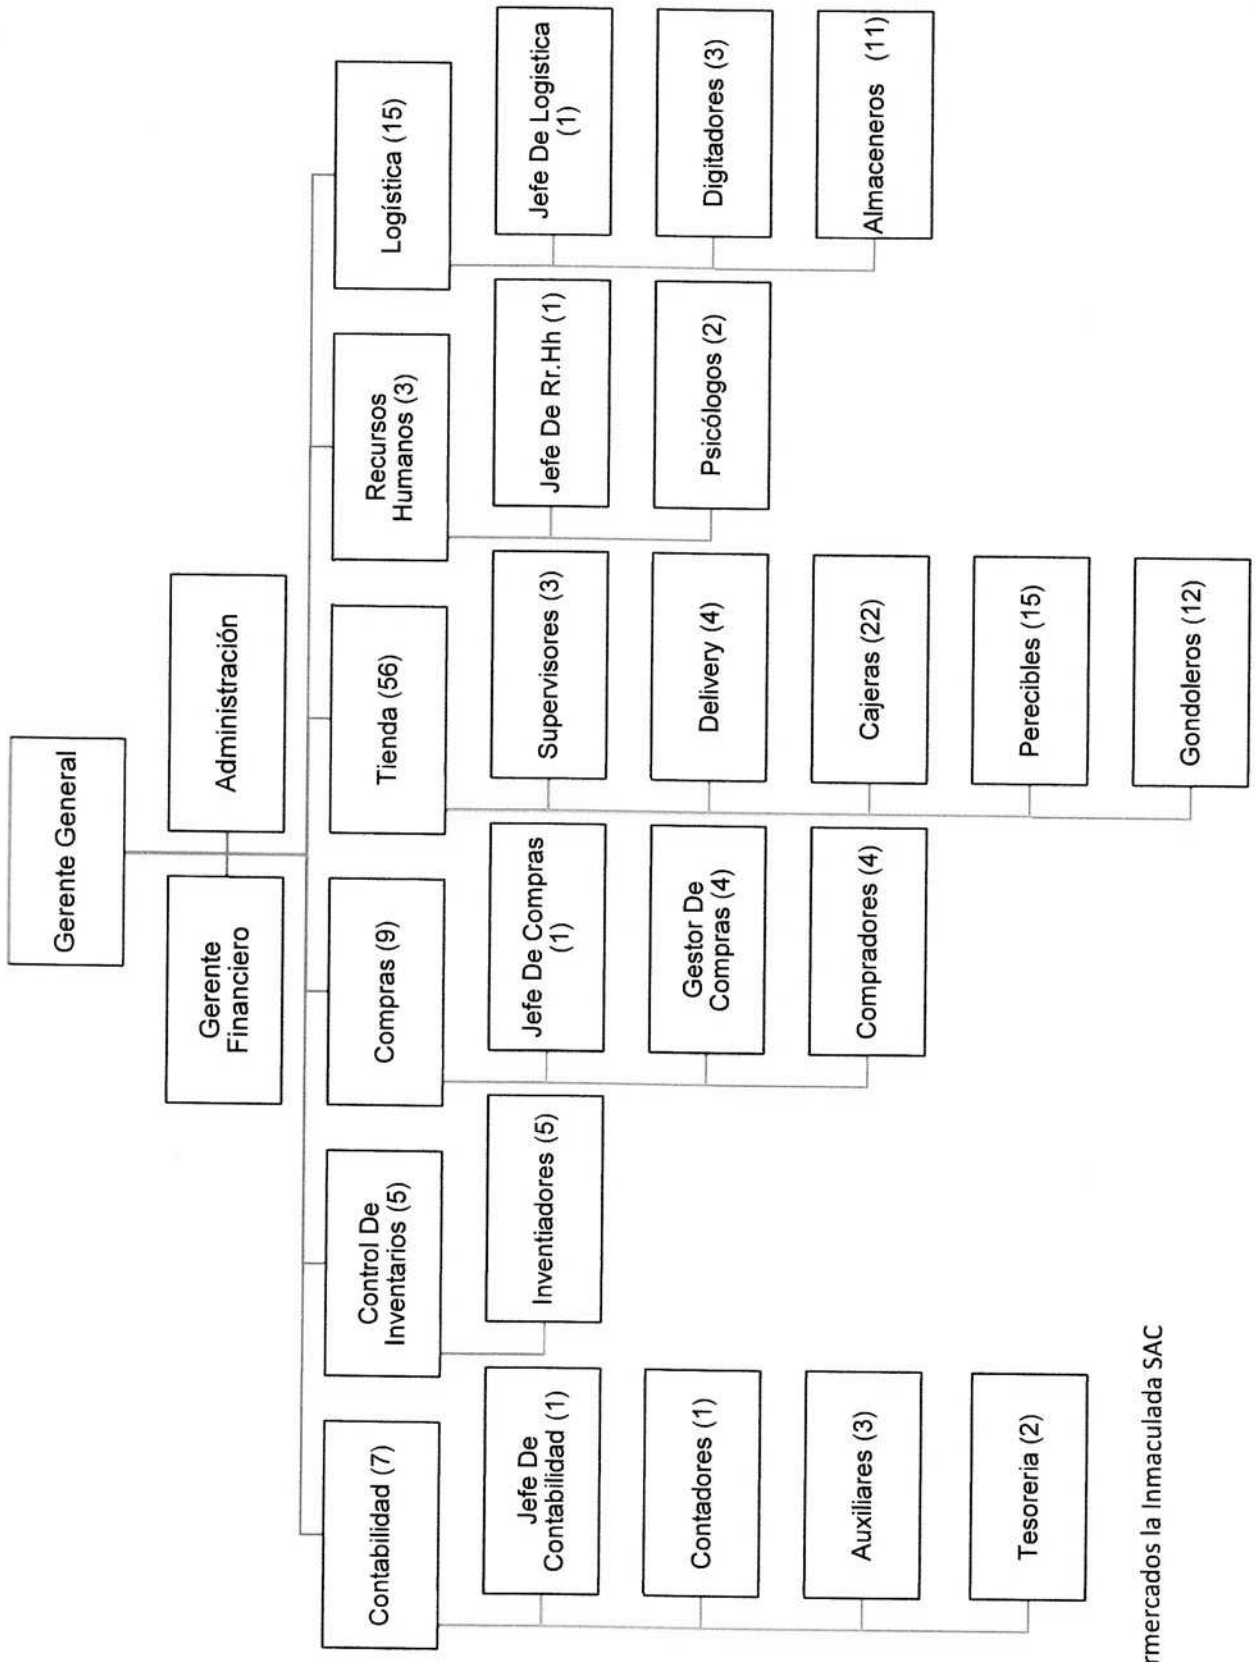 Gerente General
Gerente
Financiero
Administración
Contabilidad (7)
Control De
Inventarios (5)
Compras (9)
Tienda (56)
Recursos
Humanos (3)
Logística (15)
Jefe De
Contabilidad (1)
Contadores (1)
Auxiliares (3)
Tesoreria (2)
Inventiadores (5)
Jefe De Compras
(1)
Gestor De
Compras (4)
Compradores (4)
Supervisores (3)
Delivery (4)
Cajeras (22)
Perecibles (15)
Gondoleros (12)
Jefe De Rr.Hh (1)
Psicólogos (2)
Jefe De Logistica
(1)
Digitadores (3)
Almaceneros (11)
rmercados la Inmaculada SAC